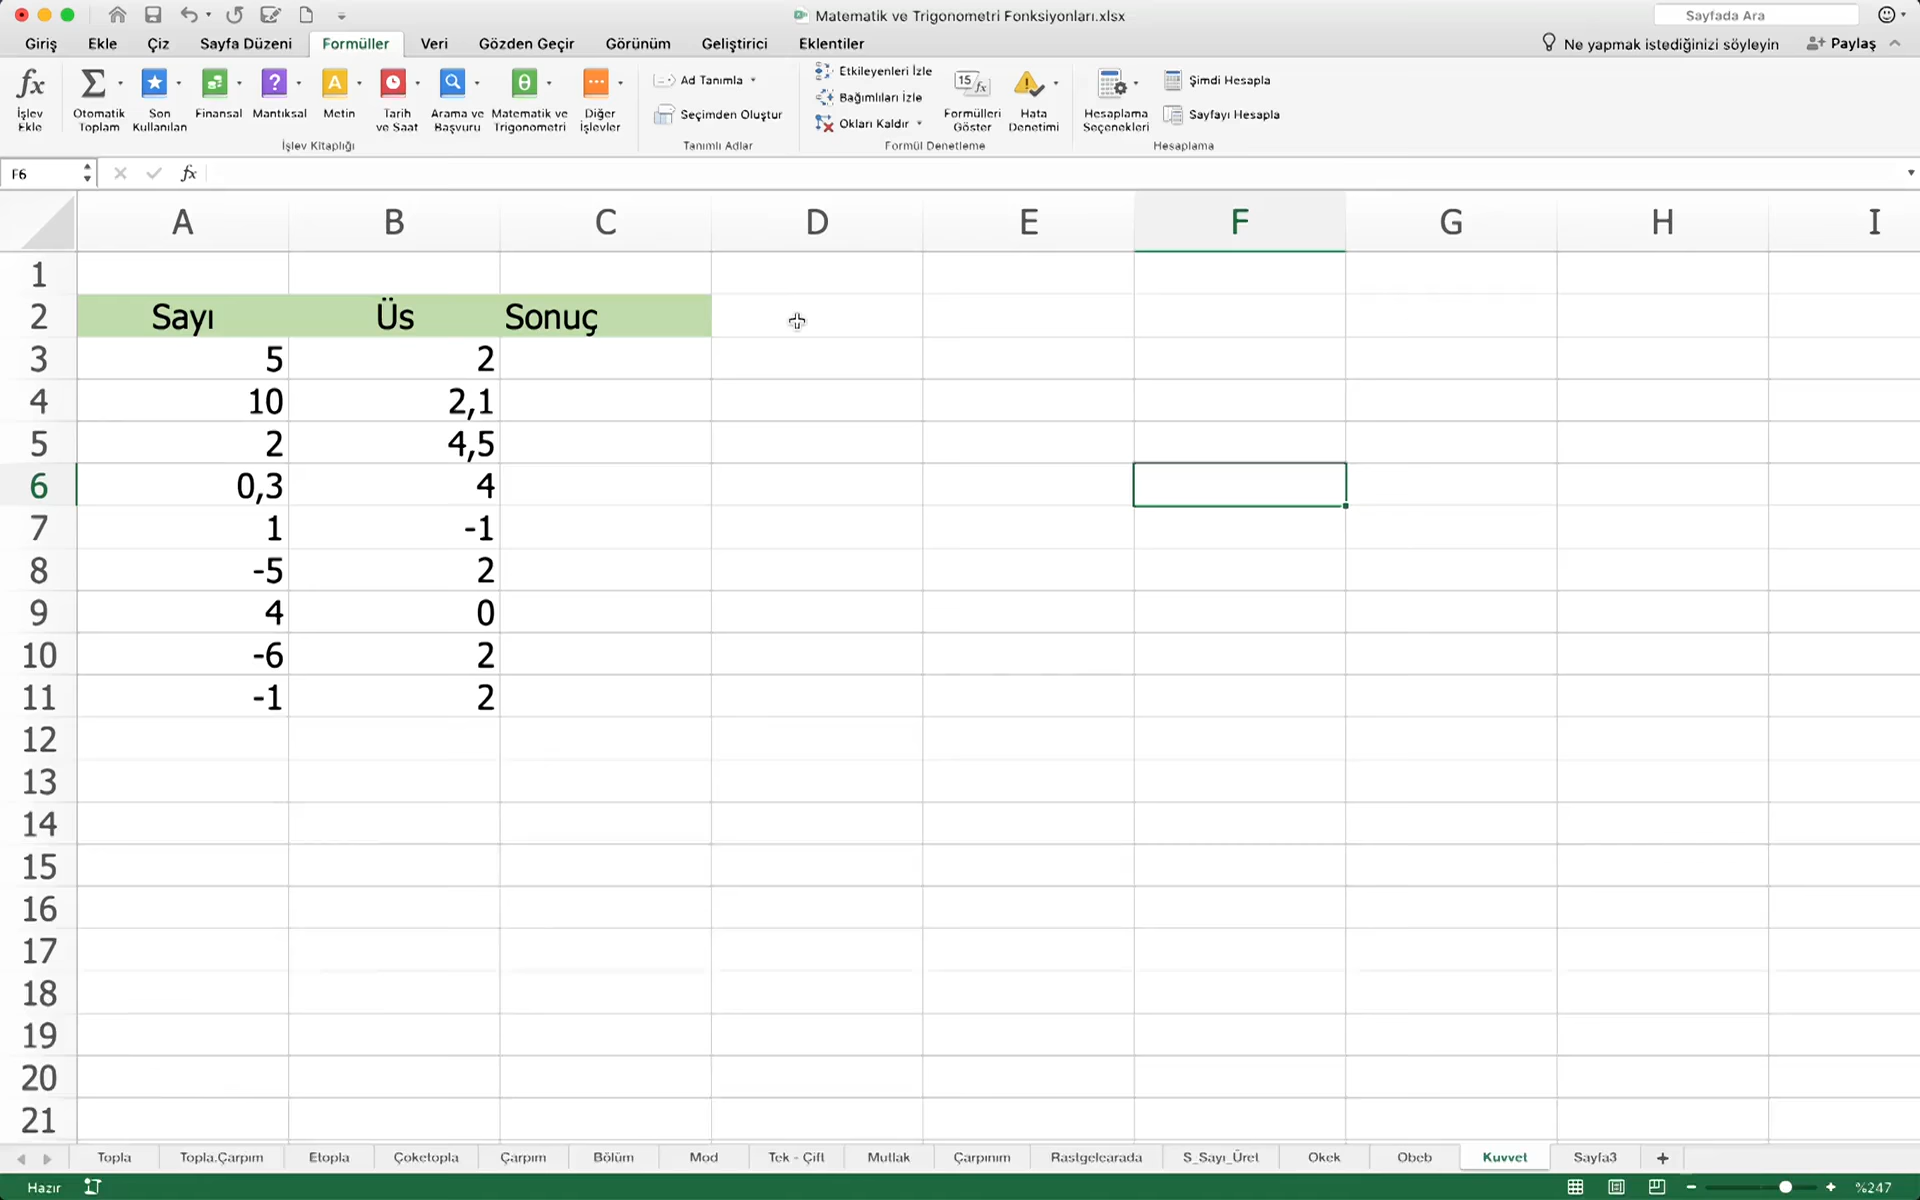 Matematik ve Trigonometri Fonksiyonları.xlsx
Sayfada Ara
Giriş Ekle Çiz Sayfa Düzeni Formüller Veri Gözden Geçir Görünüm Geliştirici Eklentiler
Ne yapmak istediğinizi söyleyin
Paylaş
fx
İşlev Ekle
Σ
Otomatik Toplam
Son Kullanılan
Finansal
?
Mantıksal
A
Metin
Tarih ve Saat
Arama ve Başvuru
θ
Matematik ve Trigonometri
Diğer İşlevler
İşlev Kitaplığı
Ad Tanımla
Seçimden Oluştur
Tanımlı Adlar
Etkileyenleri İzle
Bağımlıları İzle
Okları Kaldır
15 fx
Formülleri Göster
Hata Denetimi
Formül Denetleme
Hesaplama Seçenekleri
Şimdi Hesapla
Sayfayı Hesapla
Hesaplama
F6 fx
A B C D E F G H I
1
2 Sayı Üs Sonuç
3 5 2
4 10 2,1
5 2 4,5
6 0,3 4
7 1 -1
8 -5 2
9 4 0
10 -6 2
11 -1 2
12
13
14
15
16
17
18
19
20
21
Topla Topla.Çarpım Etopla Çoketopla Çarpım Bölüm Mod Tek - Çift Mutlak Çarpınım Rastgelearada S_Sayı_Üret Okek Obeb Kuvvet Sayfa3 +
Hazır
%247